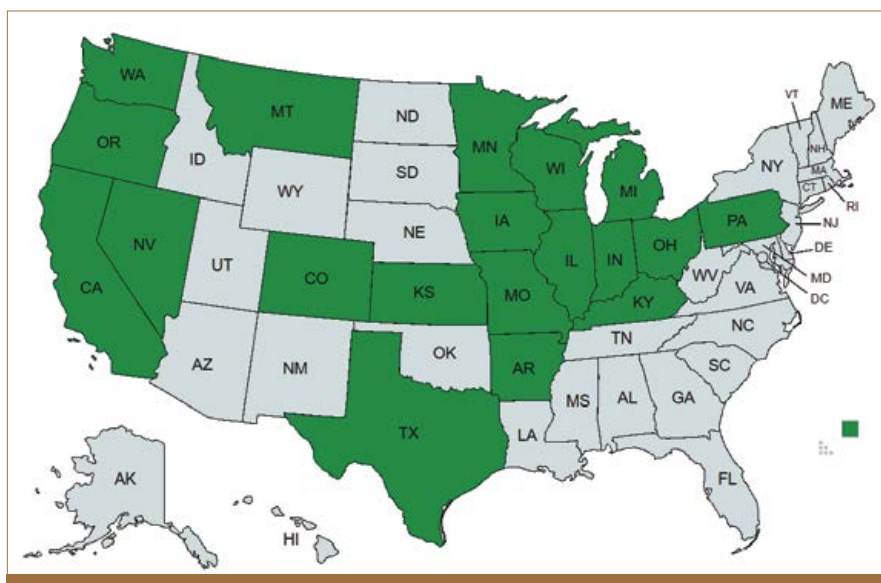 WA
MT
ND
MN
VT
ME
OR
ID
SD
WI
MI
NY
NH
MA
CT
RI
WY
IA
PA
NJ
NE
NV
UT
CO
IL
IN
OH
DE
MD
DC
CA
KS
MO
KY
WV
VA
AZ
NM
OK
AR
TN
NC
SC
TX
LA
MS
AL
GA
FL
AK
HI